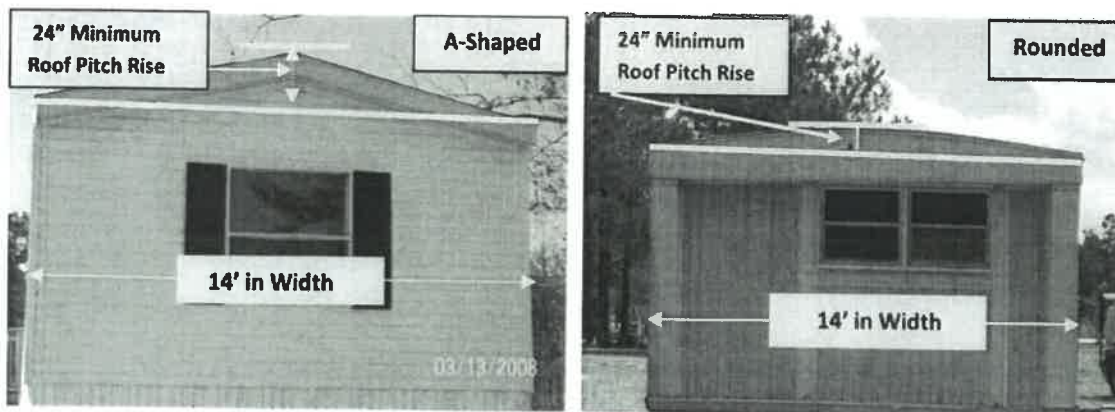 24" Minimum
Roof Pitch Rise
A-Shaped
14' in Width
03/13/2008
24" Minimum
Roof Pitch Rise
Rounded
14' in Width